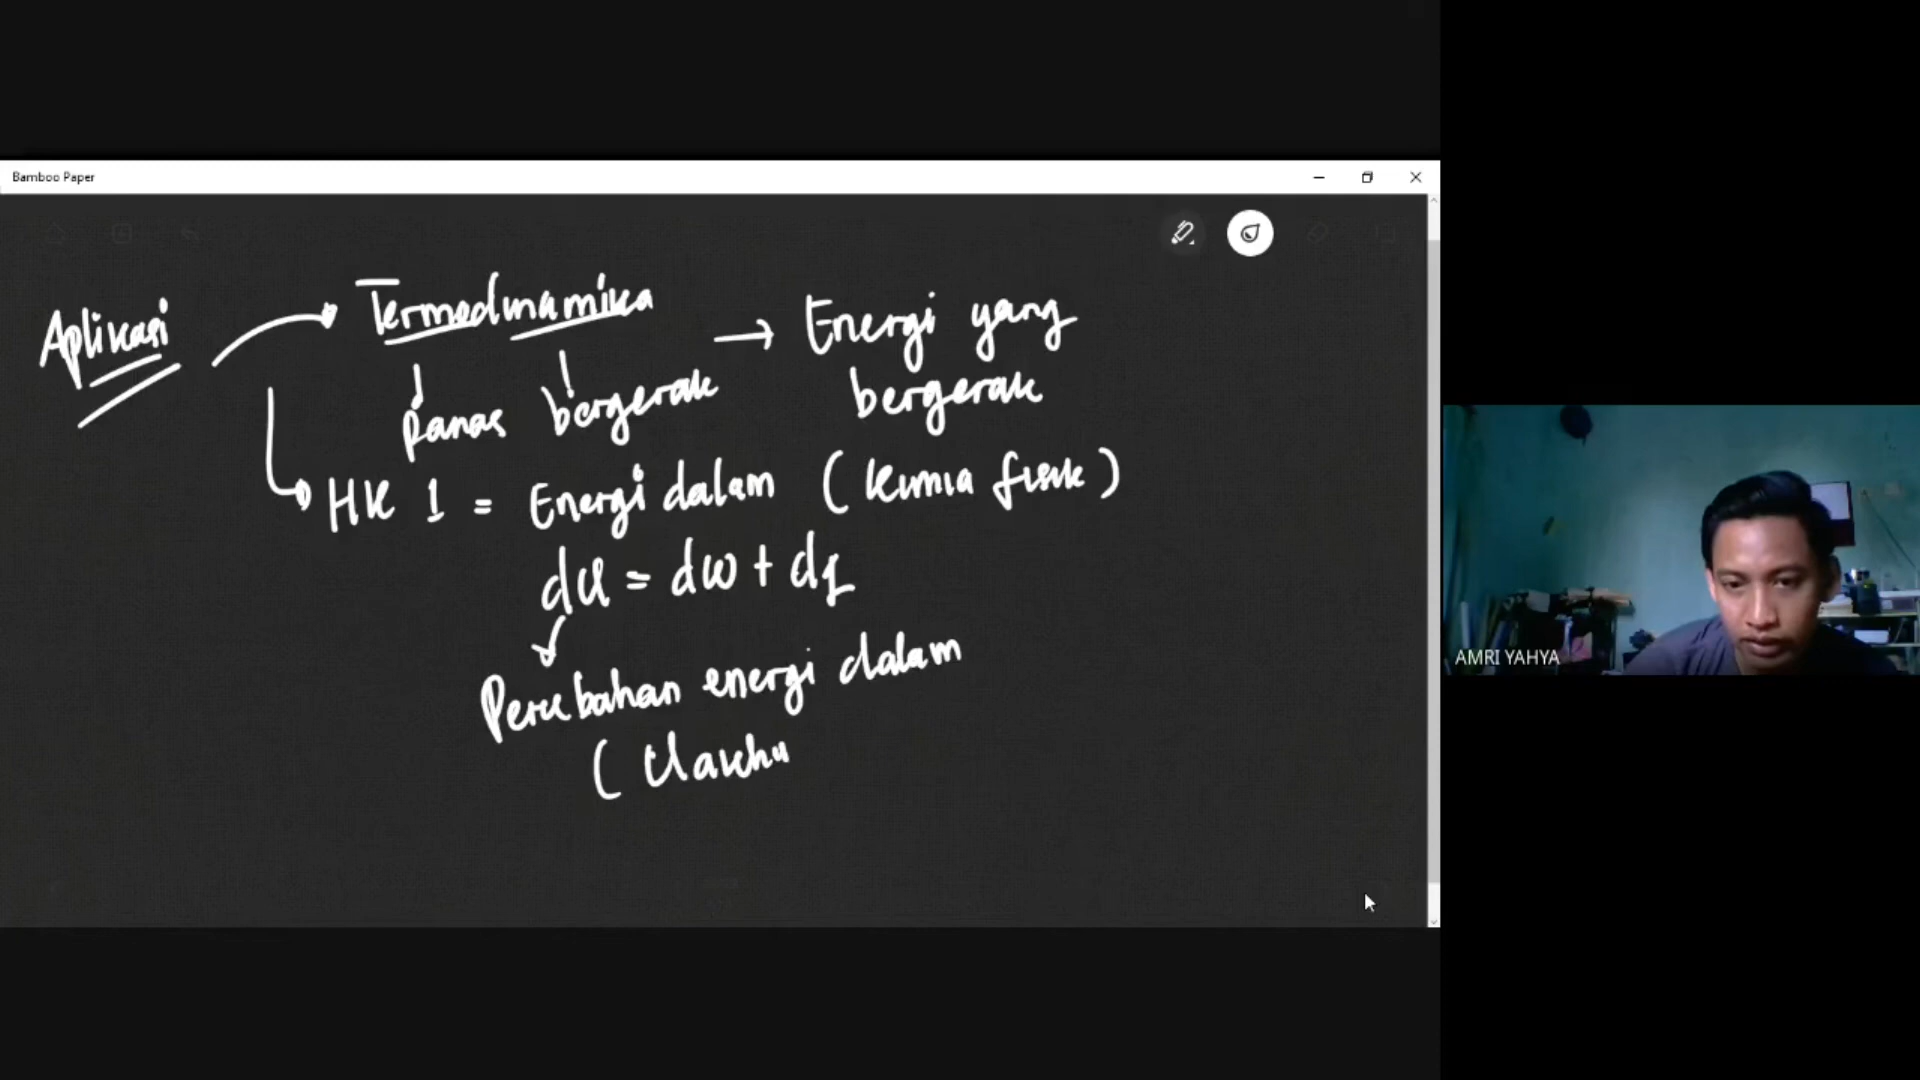 Bamboo Paper
Aplikasi
Termodinamika → Energi yang
panas bergerak bergerak
HK 1 = Energi dalam (kimia fisik)
dU = dw + dq
Perubahan energi dalam
(
AMRI YAHYA